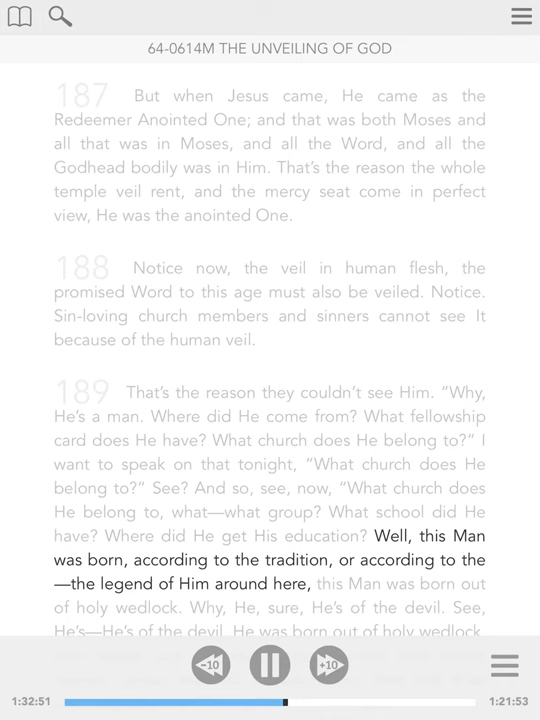 64-0614M THE UNVEILING OF GOD
187 But when Jesus came, He came as the
Redeemer Anointed One; and that was both Moses and
all that was in Moses, and all the Word, and all the
Godhead bodily was in Him. That's the reason the whole
temple veil rent, and the mercy seat come in perfect
view, He was the anointed One.
188 Notice now, the veil in human flesh, the
promised Word to this age must also be veiled. Notice.
Sin-loving church members and sinners cannot see It
because of the human veil.
189 That's the reason they couldn't see Him. “Why,
He's a man. Where did He come from? What fellowship
card does He have? What church does He belong to?” I
want to speak on that tonight, “What church does He
belong to?” See? And so, see, now, “What church does
He belong to, what—what group? What school did He
have? Where did He get His education? Well, this Man
was born, according to the tradition, or according to the
—the legend of Him around here, this Man was born out
of holy wedlock. Why, He, sure, He's of the devil. See,
He's—He's of the devil. He was born out of holy wedlock.
-10
+10
1:32:51
1:21:53